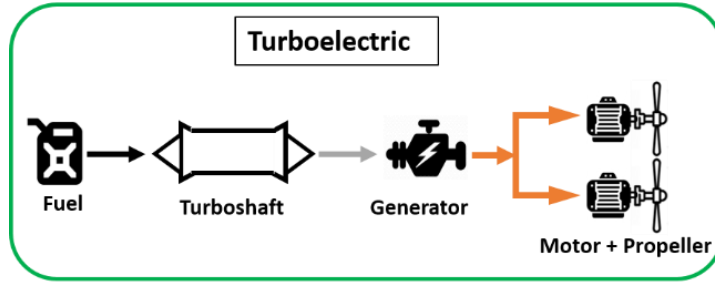 Turboelectric
Fuel
Turboshaft
Generator
Motor + Propeller